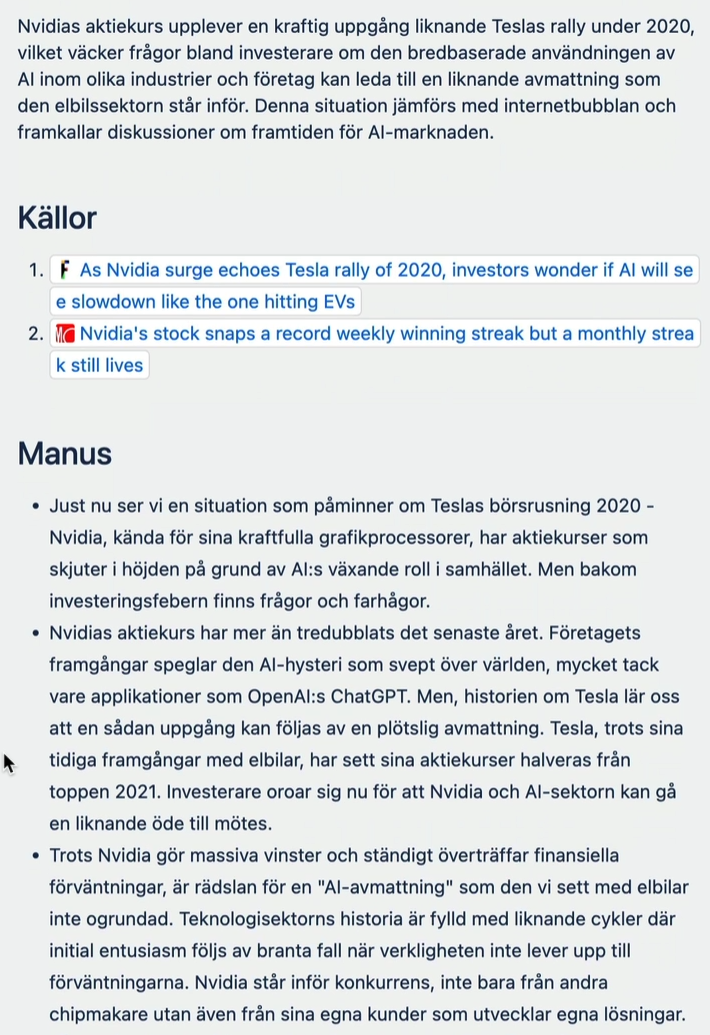 Nvidias aktiekurs upplever en kraftig uppgång liknande Teslas rally under 2020,
vilket väcker frågor bland investerare om den bredbaserade användningen av
AI inom olika industrier och företag kan leda till en liknande avmattning som
den elbilssektorn står inför. Denna situation jämförs med internetbubblan och
framkallar diskussioner om framtiden för AI-marknaden.
Källor
1. F As Nvidia surge echoes Tesla rally of 2020, investors wonder if AI will se
e slowdown like the one hitting EVs
2. MC Nvidia's stock snaps a record weekly winning streak but a monthly strea
k still lives
Manus
• Just nu ser vi en situation som påminner om Teslas börsrusning 2020 -
Nvidia, kända för sina kraftfulla grafikprocessorer, har aktiekurser som
skjuter i höjden på grund av AI:s växande roll i samhället. Men bakom
investeringsfebern finns frågor och farhågor.
• Nvidias aktiekurs har mer än tredubblats det senaste året. Företagets
framgångar speglar den AI-hysteri som svept över världen, mycket tack
vare applikationer som OpenAI:s ChatGPT. Men, historien om Tesla lär oss
att en sådan uppgång kan följas av en plötslig avmattning. Tesla, trots sina
tidiga framgångar med elbilar, har sett sina aktiekurser halveras från
toppen 2021. Investerare oroar sig nu för att Nvidia och AI-sektorn kan gå
en liknande öde till mötes.
• Trots Nvidia gör massiva vinster och ständigt överträffar finansiella
förväntningar, är rädslan för en "AI-avmattning" som den vi sett med elbilar
inte ogrundad. Teknologisektorns historia är fylld med liknande cykler där
initial entusiasm följs av branta fall när verkligheten inte lever upp till
förväntningarna. Nvidia står inför konkurrens, inte bara från andra
chipmakare utan även från sina egna kunder som utvecklar egna lösningar.